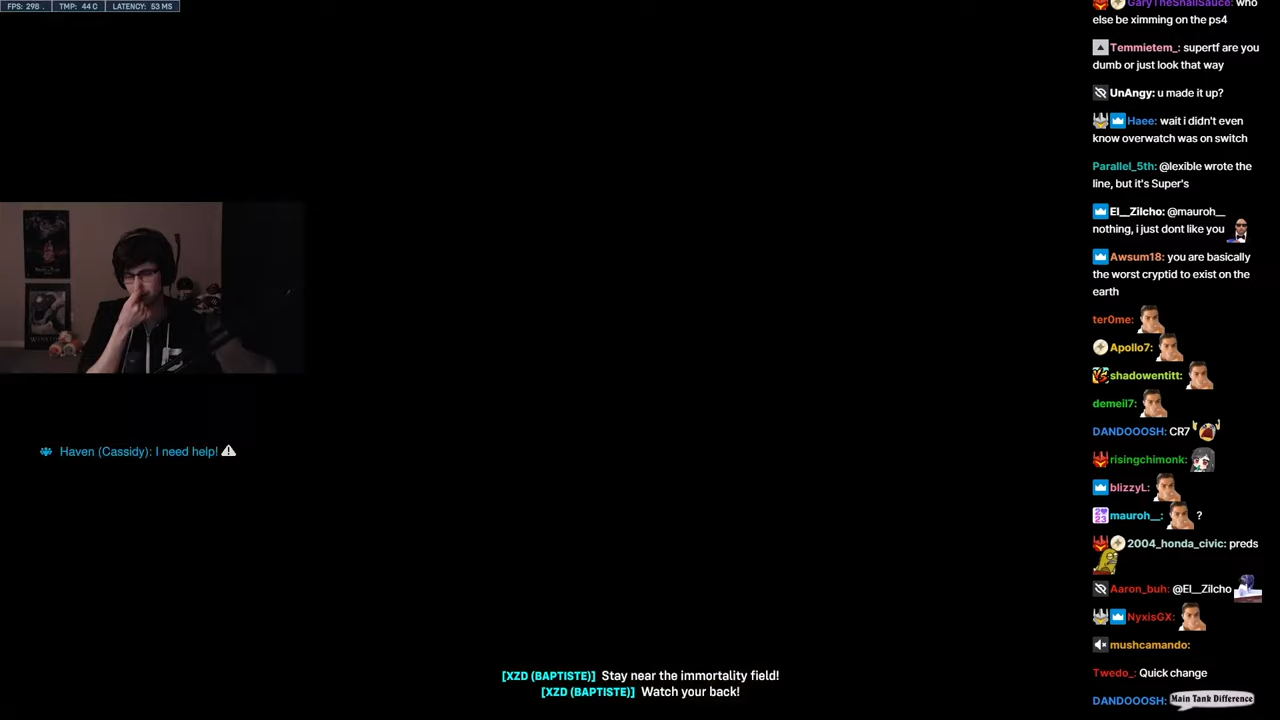 FPS: 298 . TMP: 44 C LATENCY: 53 MS
GaryTheSnailSauce: who
else be ximming on the ps4
Temmietem_: supertf are you
dumb or just look that way
UnAngy: u made it up?
Haee: wait i didn't even
know overwatch was on switch
Parallel_5th: @lexible wrote the
line, but it's Super's
El__Zilcho: @mauroh__
nothing, i just dont like you
Awsum18: you are basically
the worst cryptid to exist on the
earth
ter0me:
Apollo7:
shadowentitt:
demeil7:
DANDOOOSH: CR7
risingchimonk:
blizzyL:
mauroh__: ?
2004_honda_civic: preds
Aaron_buh: @El__Zilcho
NyxisGX:
mushcamando:
Twedo_: Quick change
DANDOOOSH: Main Tank Difference
Haven (Cassidy): I need help!
[XZD (BAPTISTE)] Stay near the immortality field!
[XZD (BAPTISTE)] Watch your back!